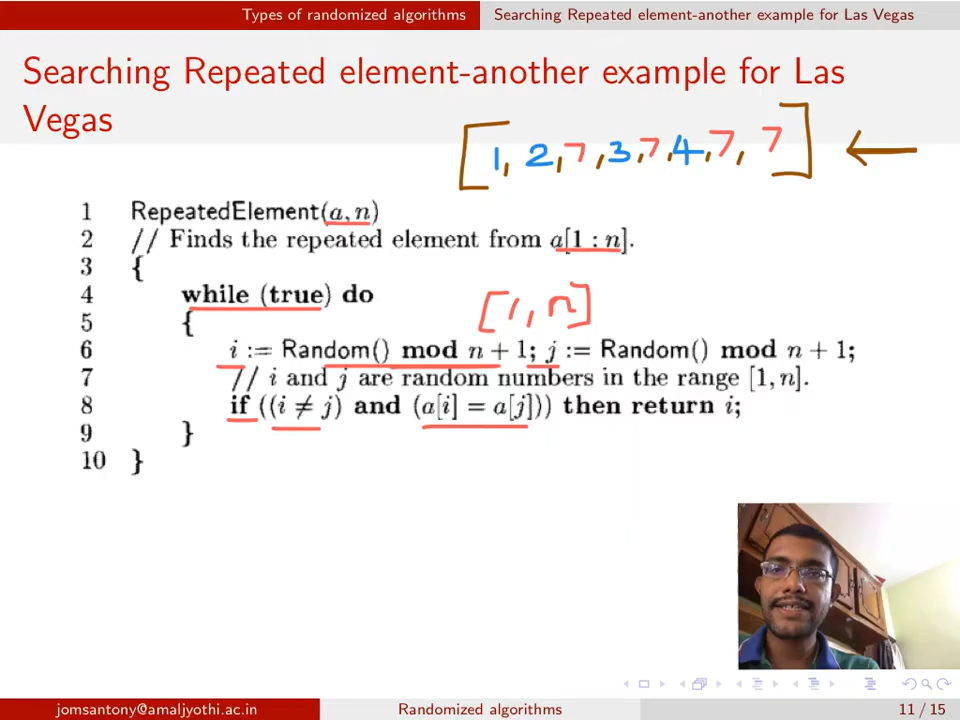 Types of randomized algorithms Searching Repeated element-another example for Las Vegas
Searching Repeated element-another example for Las
Vegas
[1, 2, 7, 3, 7, 4, 7, 7] ←
1 RepeatedElement(a, n)
2 // Finds the repeated element from a[1 : n].
3 {
4 while (true) do
[1, n]
5 {
6 i := Random() mod n + 1; j := Random() mod n + 1;
7 // i and j are random numbers in the range [1, n].
8 if ((i ≠ j) and (a[i] = a[j])) then return i;
9 }
10 }
jomsantony@amaljyothi.ac.in Randomized algorithms 11 / 15